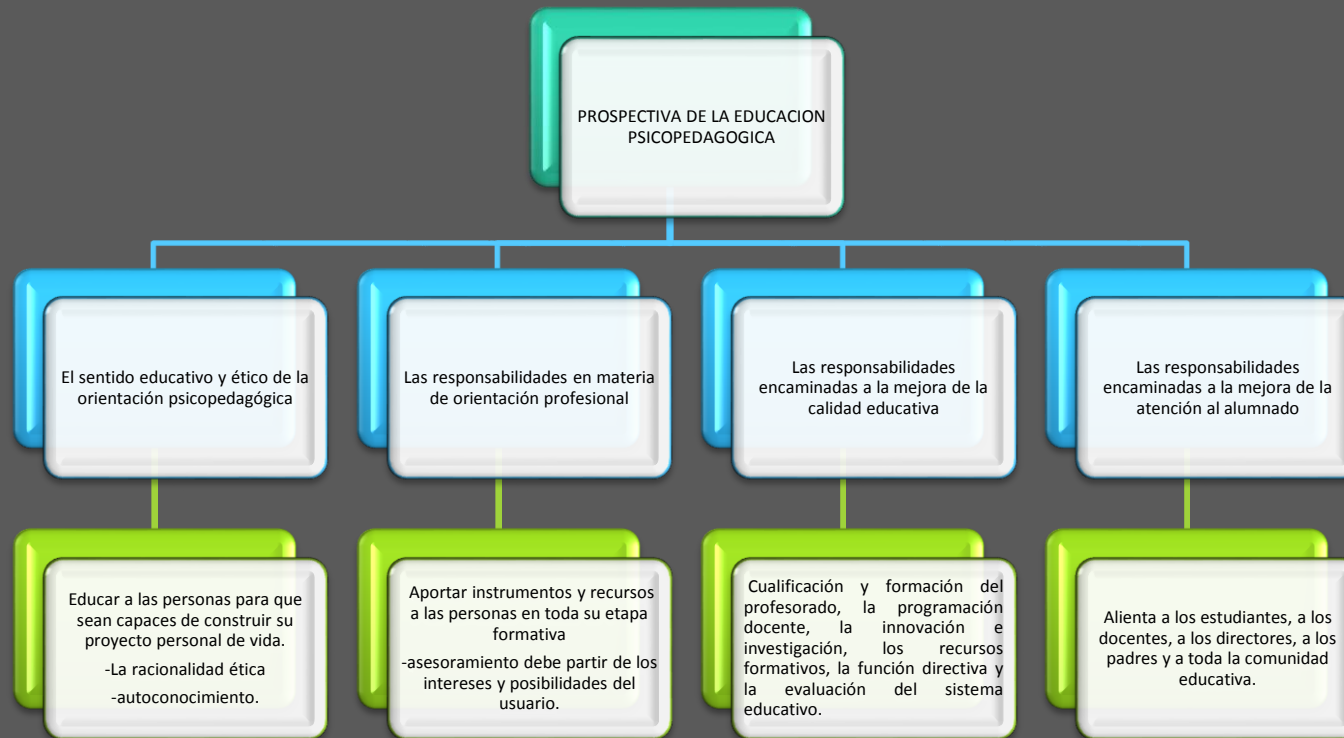 PROSPECTIVA DE LA EDUCACION
PSICOPEDAGOGICA
El sentido educativo y ético de la
orientación psicopedagógica
Las responsabilidades en materia
de orientación profesional
Las responsabilidades
encaminadas a la mejora de la
calidad educativa
Las responsabilidades
encaminadas a la mejora de la
atención al alumnado
Educar a las personas para que
sean capaces de construir su
proyecto personal de vida.
-La racionalidad ética
-autoconocimiento.
Aportar instrumentos y recursos
a las personas en toda su etapa
formativa
-asesoramiento debe partir de los
intereses y posibilidades del
usuario.
Cualificación y formación del
profesorado, la programación
docente, la innovación e
investigación, los recursos
formativos, la función directiva y
la evaluación del sistema
educativo.
Alienta a los estudiantes, a los
docentes, a los directores, a los
padres y a toda la comunidad
educativa.